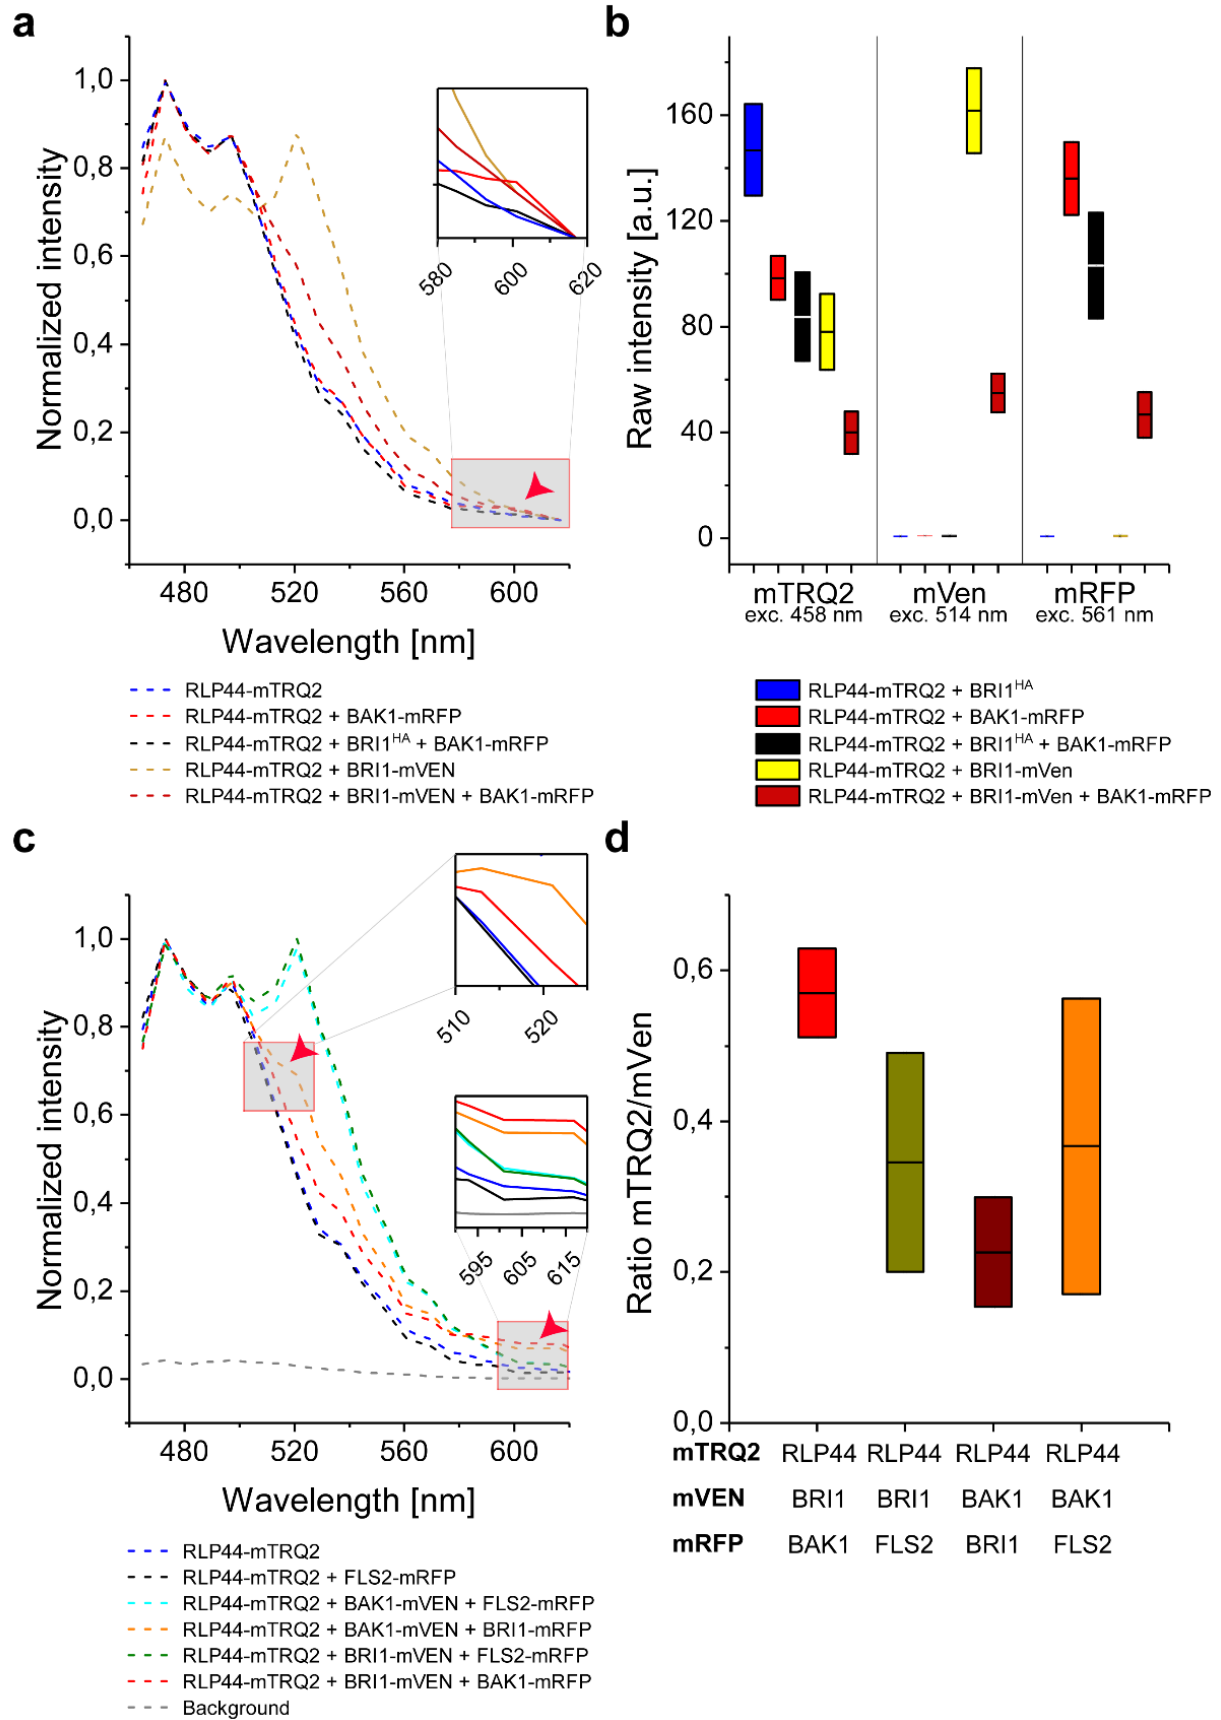 a
Normalized intensity
1,0
0,8
0,6
0,4
0,2
0,0
580
600
620
480
520
560
600
Wavelength [nm]
RLP44-mTRQ2
RLP44-mTRQ2 + BAK1-mRFP
RLP44-mTRQ2 + BRI1HA + BAK1-mRFP
RLP44-mTRQ2 + BRI1-mVEN
RLP44-mTRQ2 + BRI1-mVEN + BAK1-mRFP
b
Raw intensity [a.u.]
160
120
80
40
0
mTRQ2 mVen mRFP
exc. 458 nm exc. 514 nm exc. 561 nm
RLP44-mTRQ2 + BRI1HA
RLP44-mTRQ2 + BAK1-mRFP
RLP44-mTRQ2 + BRI1HA + BAK1-mRFP
RLP44-mTRQ2 + BRI1-mVen
RLP44-mTRQ2 + BRI1-mVen + BAK1-mRFP
c
Normalized intensity
1,0
0,8
0,6
0,4
0,2
0,0
510
520
595
605
615
480
520
560
600
Wavelength [nm]
RLP44-mTRQ2
RLP44-mTRQ2 + FLS2-mRFP
RLP44-mTRQ2 + BAK1-mVEN + FLS2-mRFP
RLP44-mTRQ2 + BAK1-mVEN + BRI1-mRFP
RLP44-mTRQ2 + BRI1-mVEN + FLS2-mRFP
RLP44-mTRQ2 + BRI1-mVEN + BAK1-mRFP
Background
d
Ratio mTRQ2/mVen
0,6
0,4
0,2
0,0
mTRQ2 RLP44 RLP44 RLP44 RLP44
mVEN BRI1 BRI1 BAK1 BAK1
mRFP BAK1 FLS2 BRI1 FLS2